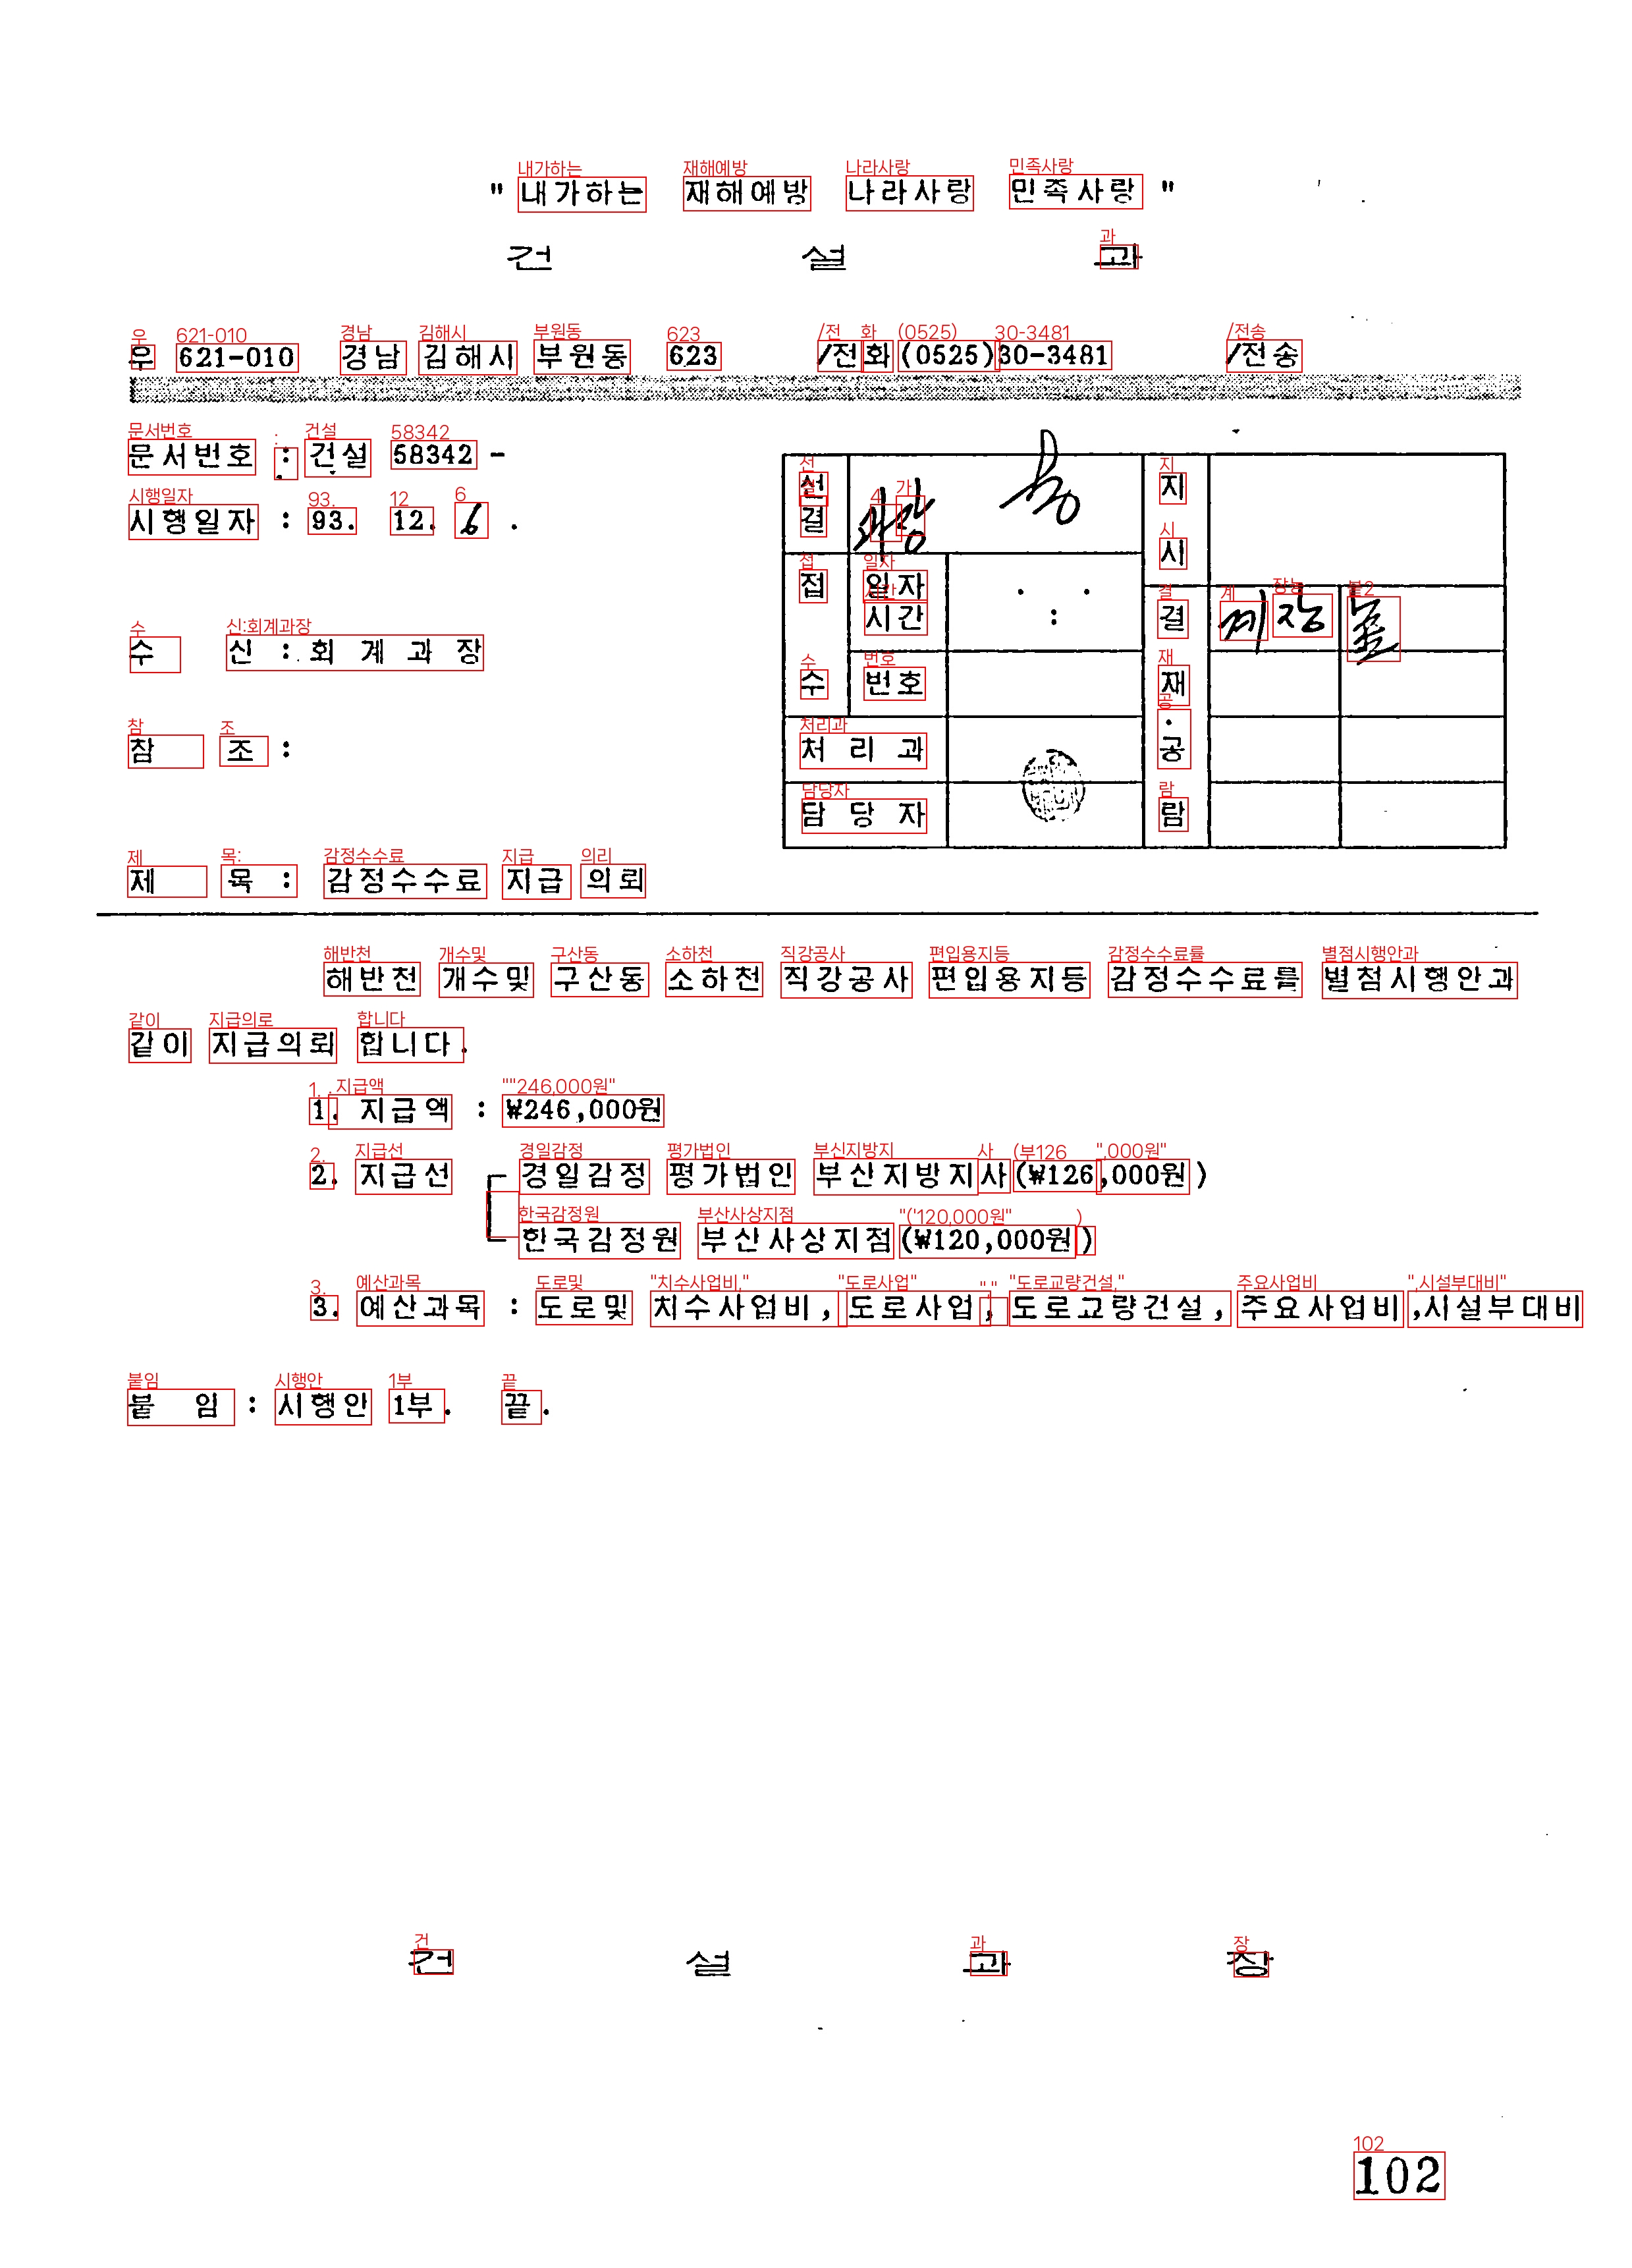 " 내가하는 재해예방 나라사랑 민족사랑 "
건 설 과
우 621-010 경남 김해시 부원동 623 /전화 (0525)30-3481 /전송
문서번호 : 건설 58342 -
시행일자 : 93. 12. 6 .
수 신 : 회 계 과 장
참 조 :
선결 과장
지시
접수 일자 시간 : 번호
결재·공람 계장
처 리 과
담 당 자
제 목 : 감정수수료 지급 의뢰
해반천 개수및 구산동 소하천 직강공사 편입용지등 감정수수료를 별첨시행안과
같이 지급의뢰 합니다.
1. 지급액 : ₩246,000원
2. 지급선 경일감정 평가법인 부산지방지사(₩126,000원)
한국감정원 부산사상지점(₩120,000원)
3. 예산과목 : 도로및 치수사업비, 도로사업, 도로교량건설, 주요사업비,시설부대비
붙 임 : 시행안 1부. 끝.
건 설 과 장
102